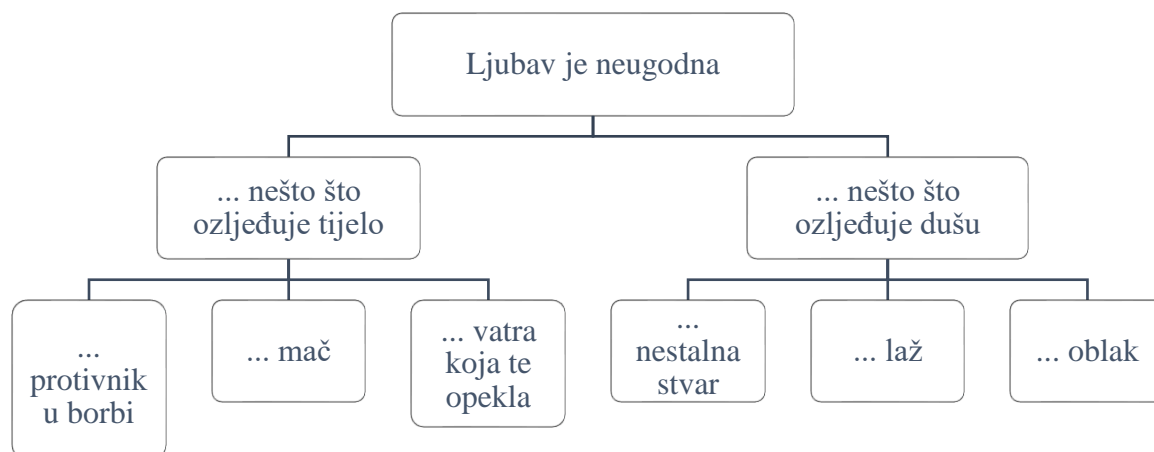 Ljubav je neugodna
... nešto što
ozljeđuje tijelo
... nešto što
ozljeđuje dušu
...
protivnik
u borbi
... mač
... vatra
koja te
opekla
...
nestalna
stvar
... laž
... oblak